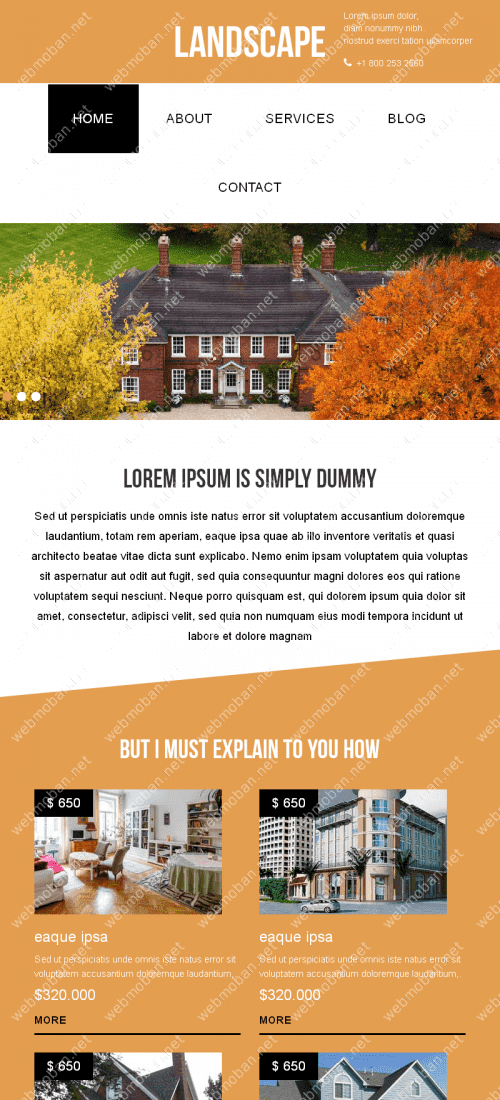 LANDSCAPE
Lorem ipsum dolor,
diam nonummy nibh
nostrud exerci tation ulamcorper
+1 800 253 2560
HOME
ABOUT
SERVICES
BLOG
CONTACT
LOREM IPSUM IS SIMPLY DUMMY
Sed ut perspiciatis unde omnis iste natus error sit voluptatem accusantium doloremque
laudantium, totam rem aperiam, eaque ipsa quae ab illo inventore veritatis et quasi
architecto beatae vitae dicta sunt explicabo. Nemo enim ipsam voluptatem quia voluptas
sit aspernatur aut odit aut fugit, sed quia consequuntur magni dolores eos qui ratione
voluptatem sequi nesciunt. Neque porro quisquam est, qui dolorem ipsum quia dolor sit
amet, consectetur, adipisci velit, sed quia non numquam eius modi tempora incidunt ut
labore et dolore magnam
BUT I MUST EXPLAIN TO YOU HOW
$ 650
eaque ipsa
Sed ut perspiciatis unde omnis iste natus error sit
voluptatem accusantium doloremque laudantium,
$320.000
MORE
$ 650
eaque ipsa
Sed ut perspiciatis unde omnis iste natus error sit
voluptatem accusantium doloremque laudantium,
$320.000
MORE
$ 650
$ 650
webmoban.net